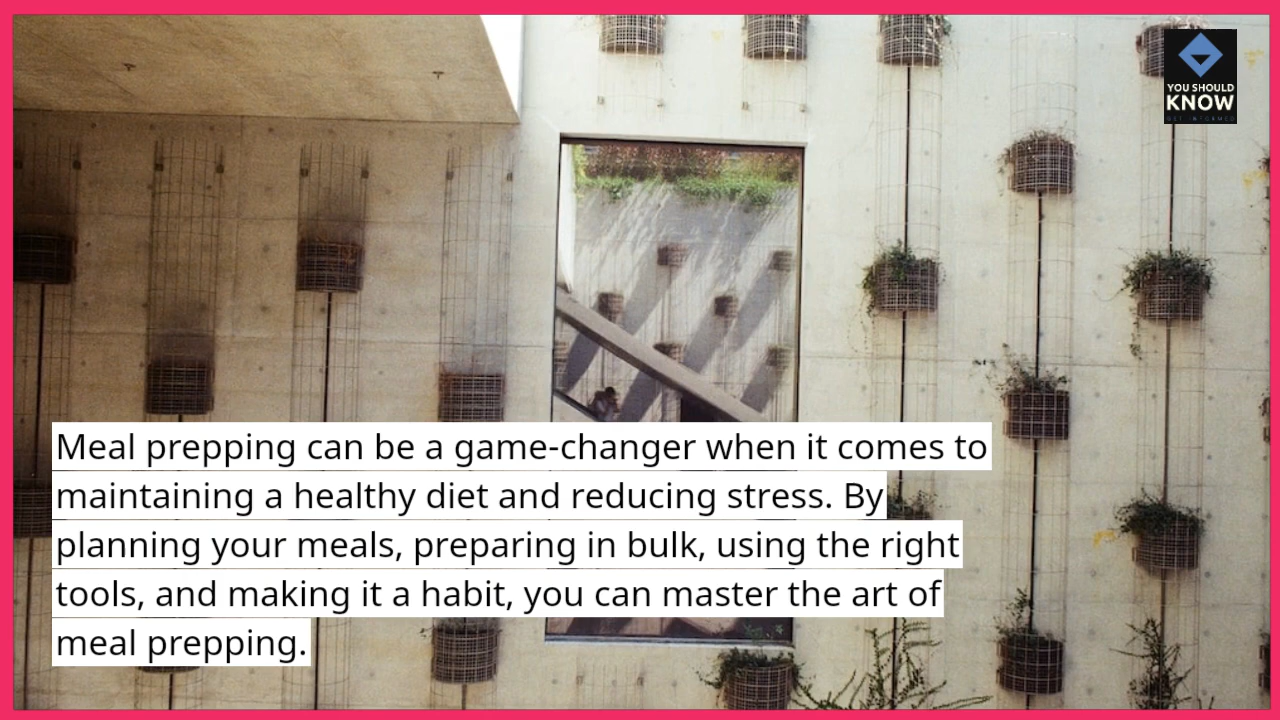 YOU SHOULD
KNOW
GET INFORMED
Meal prepping can be a game-changer when it comes to
maintaining a healthy diet and reducing stress. By
planning your meals, preparing in bulk, using the right
tools, and making it a habit, you can master the art of
meal prepping.